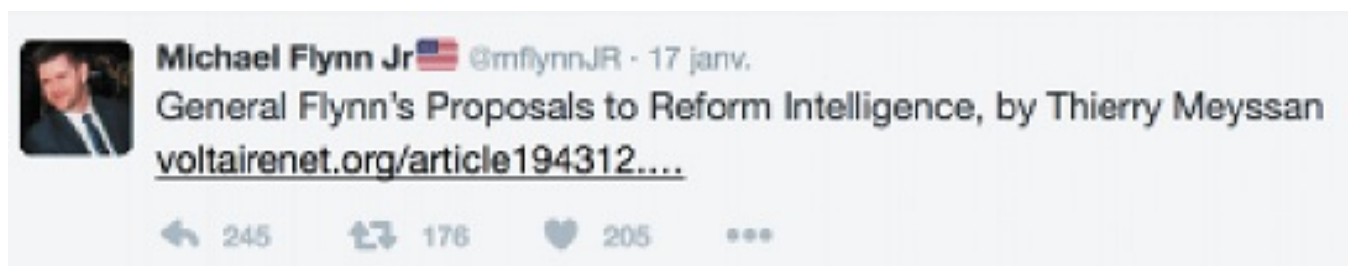 Michael Flynn Jr🇺🇸 @mflynnJR · 17 janv.
General Flynn's Proposals to Reform Intelligence, by Thierry Meyssan
voltairenet.org/article194312....
245 176 205